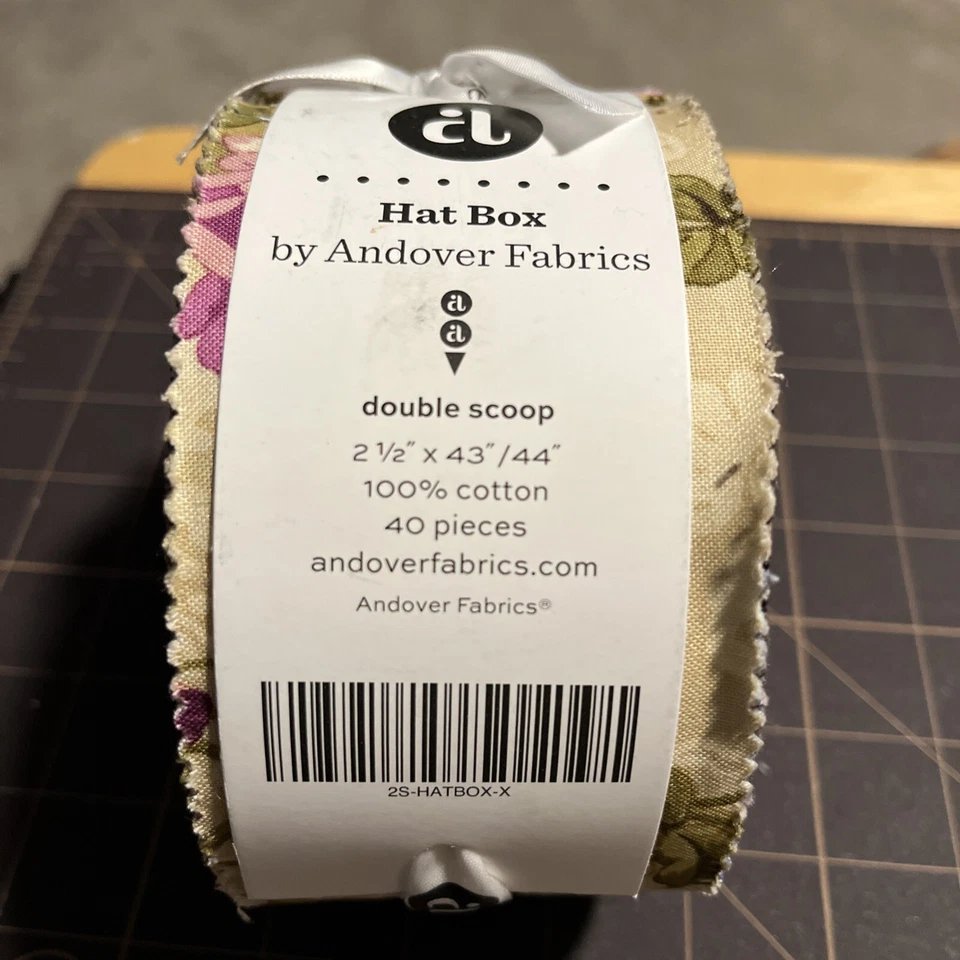 a
Hat Box
by Andover Fabrics
a
a
double scoop
2 ½" x 43"/44"
100% cotton
40 pieces
andoverfabrics.com
Andover Fabrics®
2S-HATBOX-X